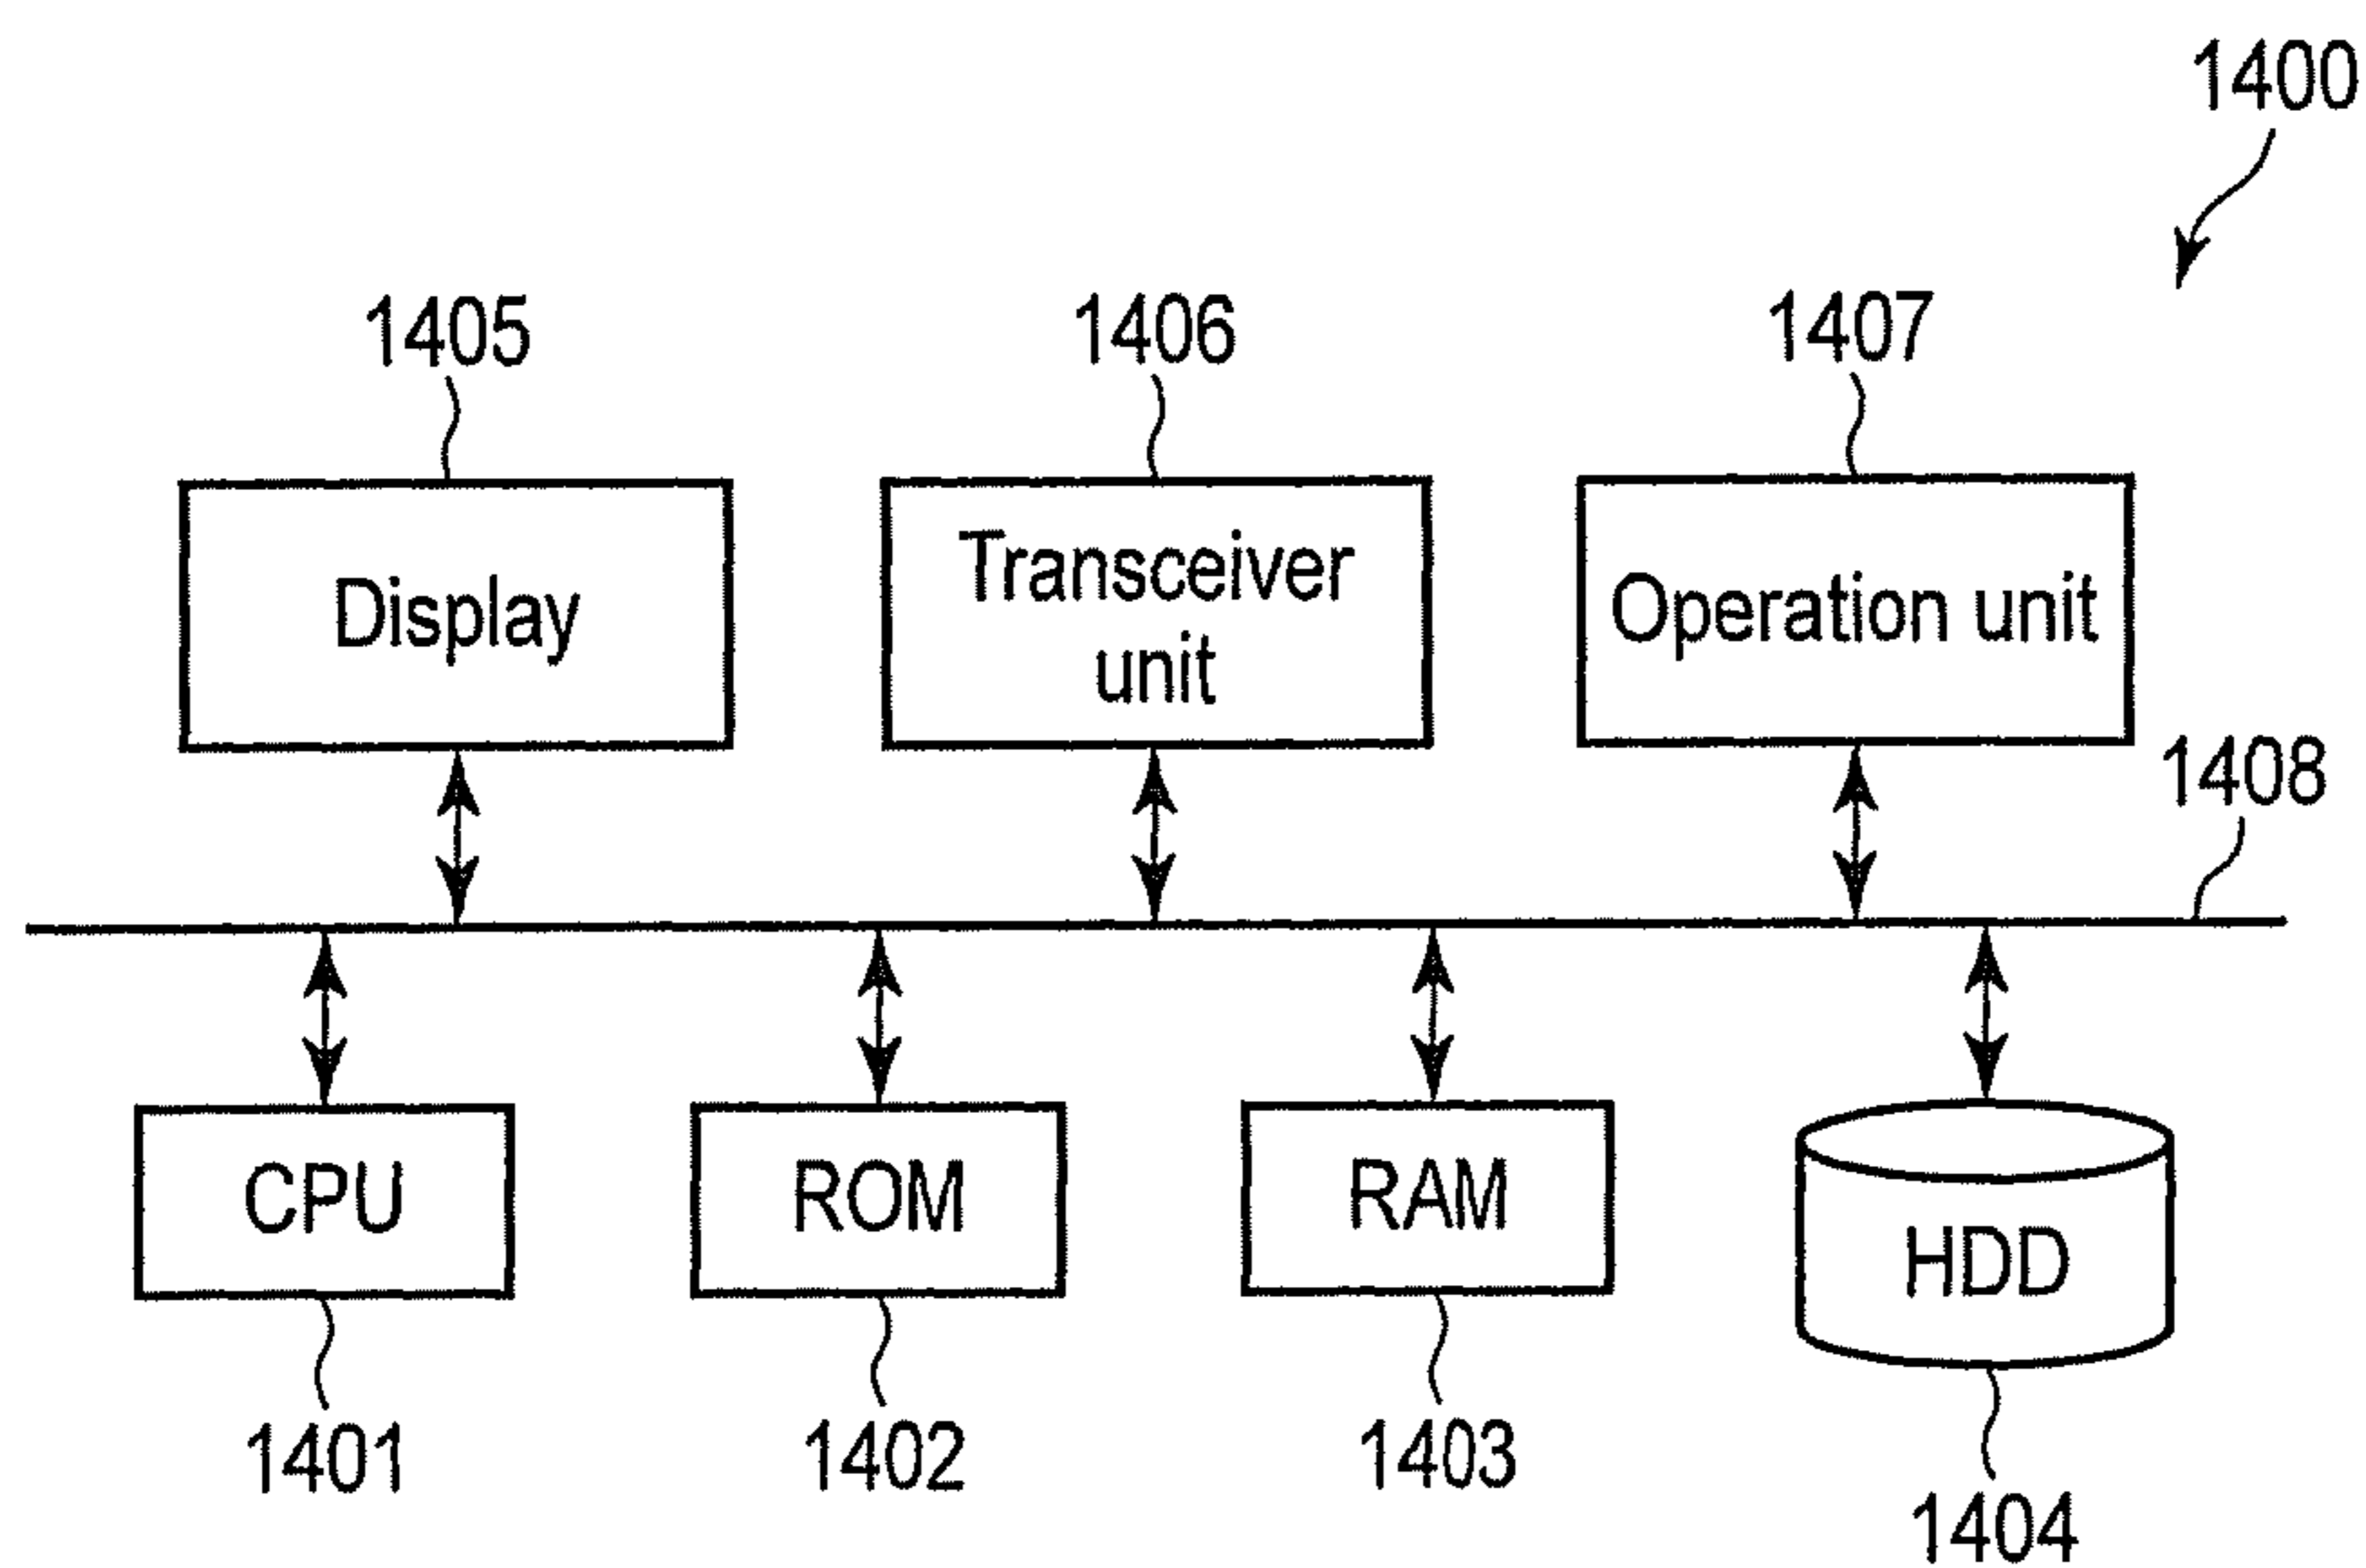 1400
1405
1406
1407
Display
Transceiver
unit
Operation unit
1408
CPU
ROM
RAM
HDD
1401
1402
1403
1404